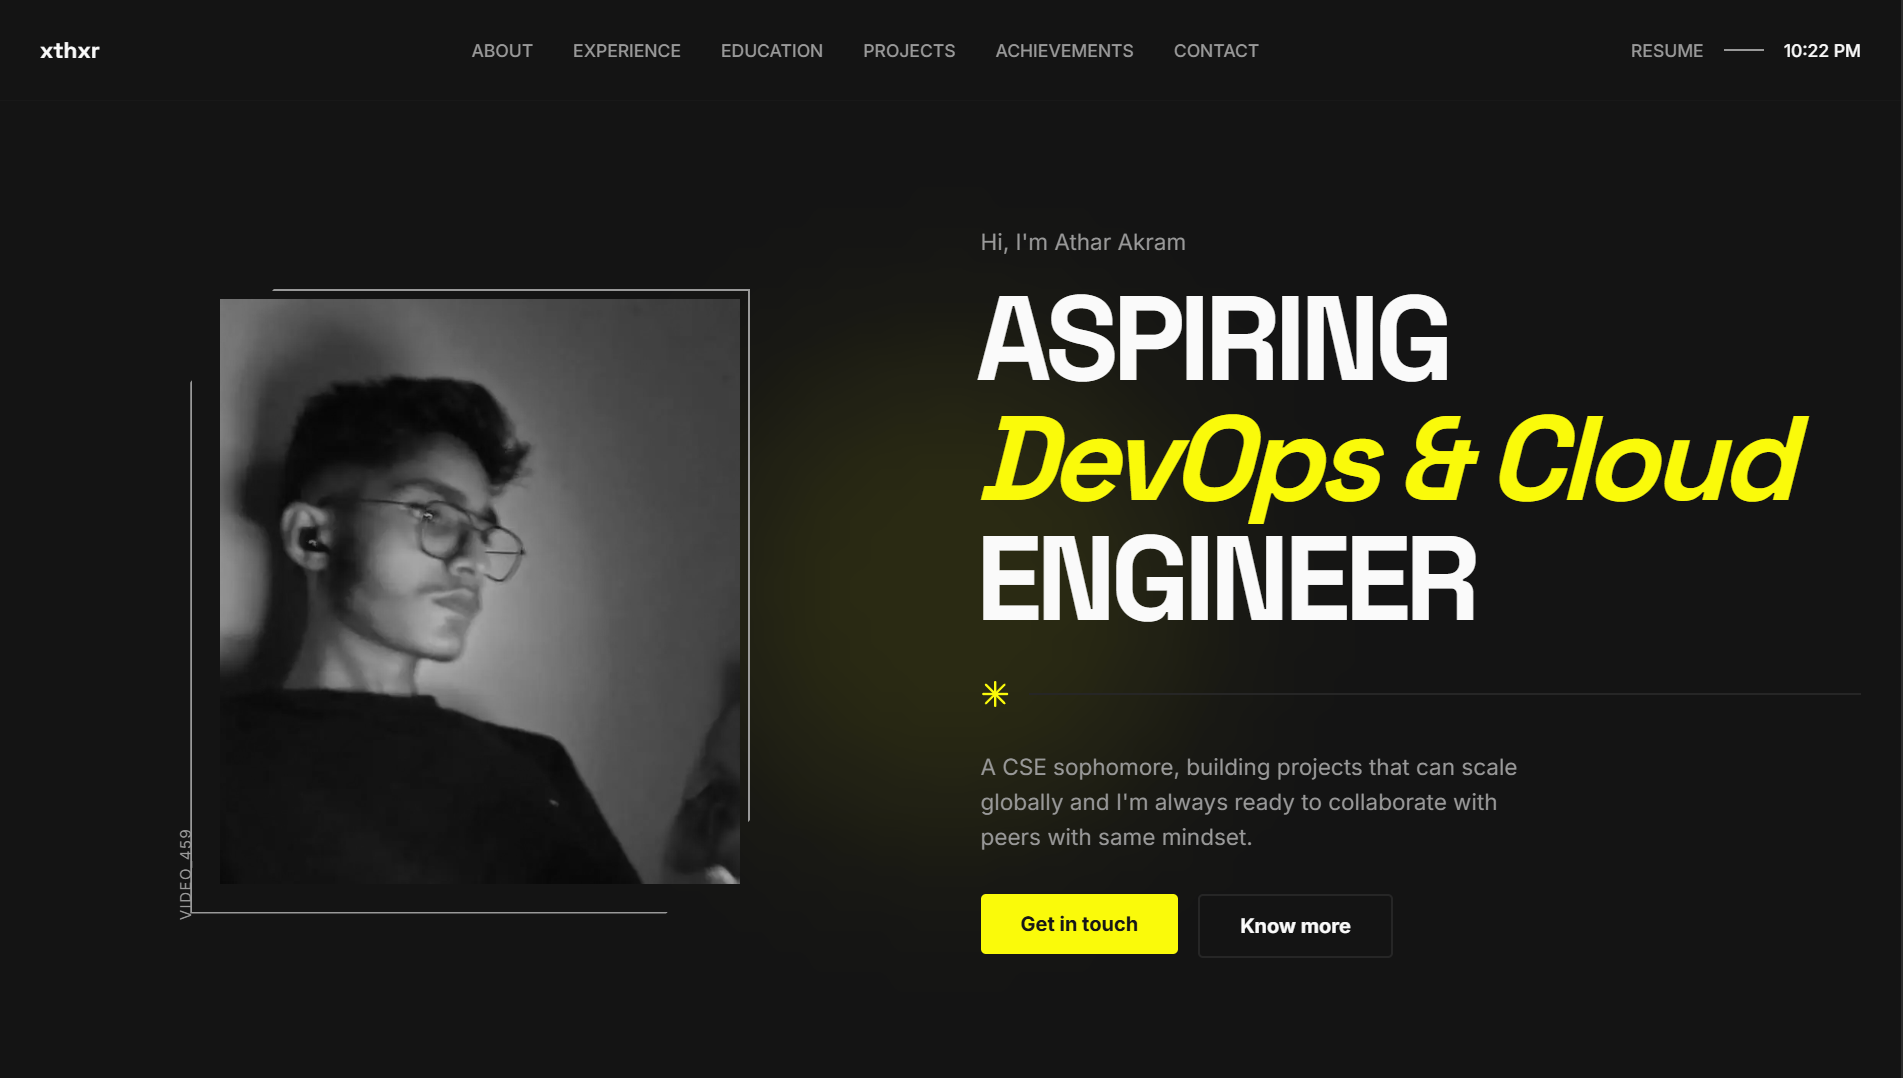 xthxr
ABOUT EXPERIENCE EDUCATION PROJECTS ACHIEVEMENTS CONTACT
RESUME 10:22 PM
VIDEO_459
Hi, I'm Athar Akram
ASPIRING
DevOps & Cloud
ENGINEER
A CSE sophomore, building projects that can scale
globally and I'm always ready to collaborate with
peers with same mindset.
Get in touch
Know more